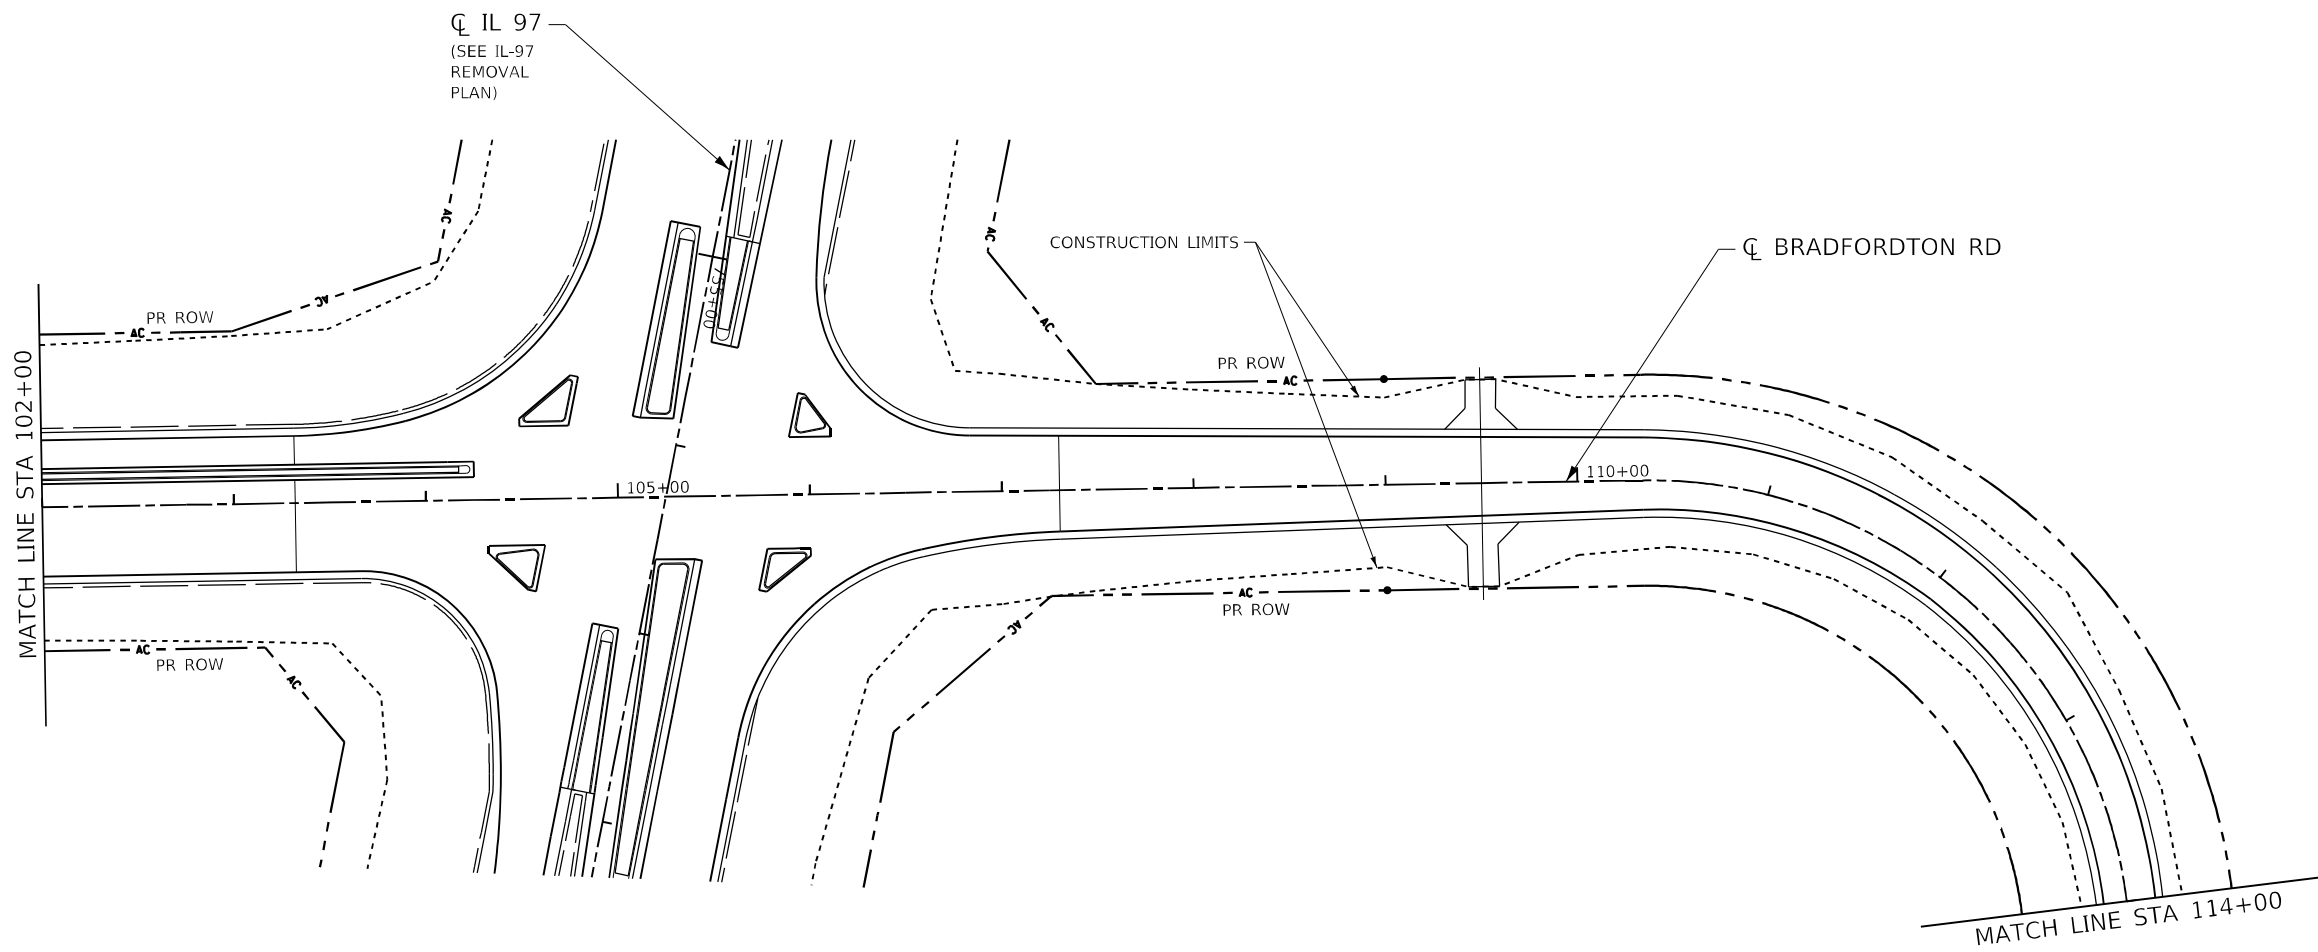 ℄ IL 97
(SEE IL-97
REMOVAL
PLAN)
AC
AC
AC
CONSTRUCTION LIMITS
℄ BRADFORDTON RD
PR ROW
AC
755+00
AC
PR ROW
AC
MATCH LINE STA 102+00
105+00
110+00
AC
PR ROW
AC
AC
PR ROW
AC
MATCH LINE STA 114+00